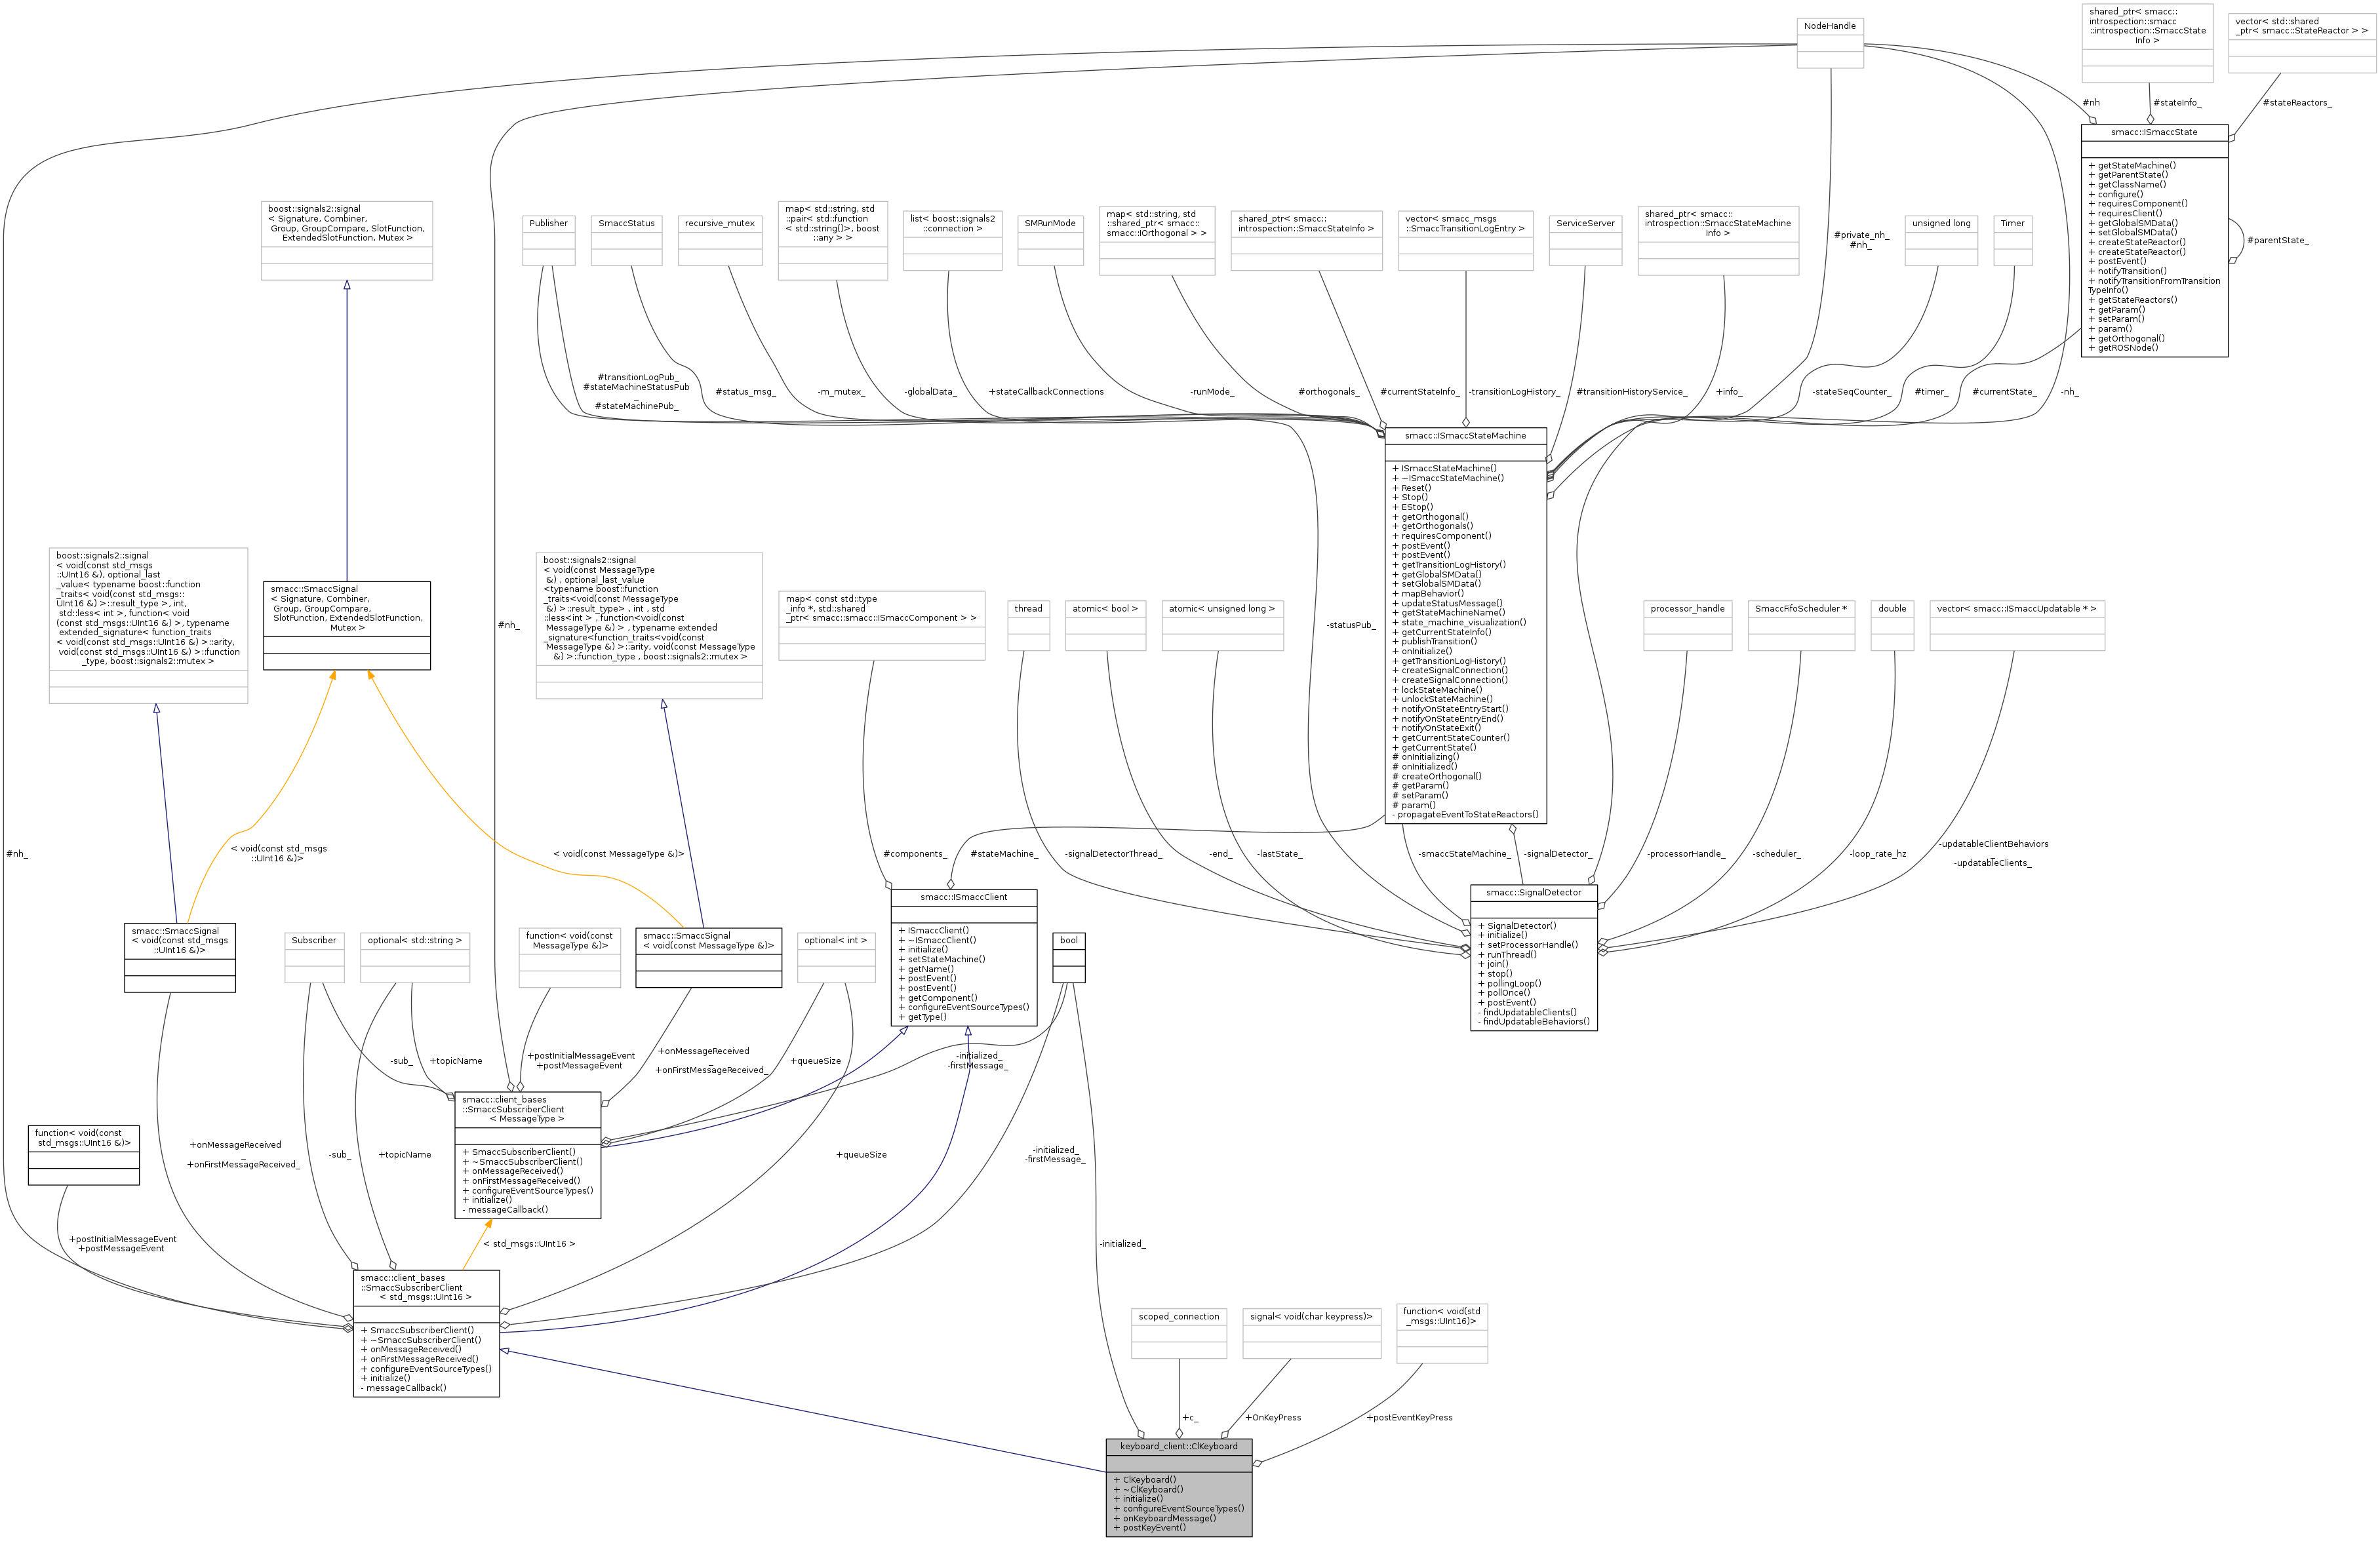 NodeHandle
shared_ptr< smacc::
introspection::smacc
::introspection::SmaccState
Info >
vector< std::shared
_ptr< smacc::StateReactor > >
#nh
#stateInfo_
#stateReactors_
smacc::ISmaccState
+ getStateMachine()
+ getParentState()
+ getClassName()
+ configure()
+ requiresComponent()
+ requiresClient()
+ getGlobalSMData()
+ setGlobalSMData()
+ createStateReactor()
+ createStateReactor()
+ postEvent()
+ notifyTransition()
+ notifyTransitionFromTransition
TypeInfo()
+ getStateReactors()
+ getParam()
+ setParam()
+ param()
+ getOrthogonal()
+ getROSNode()
#parentState_
boost::signals2::signal
< Signature, Combiner,
Group, GroupCompare, SlotFunction,
ExtendedSlotFunction, Mutex >
Publisher
SmaccStatus
recursive_mutex
map< std::string, std
::pair< std::function
< std::string()>, boost
::any > >
list< boost::signals2
::connection >
SMRunMode
map< std::string, std
::shared_ptr< smacc::
smacc::IOrthogonal > >
shared_ptr< smacc::
introspection::SmaccStateInfo >
vector< smacc_msgs
::SmaccTransitionLogEntry >
ServiceServer
shared_ptr< smacc::
introspection::SmaccStateMachine
Info >
#private_nh_
#nh_
unsigned long
Timer
#transitionLogPub_
#stateMachineStatusPub
_
#stateMachinePub_
#status_msg_
-m_mutex_
-globalData_
+stateCallbackConnections
-runMode_
#orthogonals_
#currentStateInfo_
-transitionLogHistory_
#transitionHistoryService_
+info_
-stateSeqCounter_
#timer_
#currentState_
-nh_
smacc::ISmaccStateMachine
+ ISmaccStateMachine()
+ ~ISmaccStateMachine()
+ Reset()
+ Stop()
+ EStop()
+ getOrthogonal()
+ getOrthogonals()
+ requiresComponent()
+ postEvent()
+ postEvent()
+ getTransitionLogHistory()
+ getGlobalSMData()
+ setGlobalSMData()
+ mapBehavior()
+ updateStatusMessage()
+ getStateMachineName()
+ state_machine_visualization()
+ getCurrentStateInfo()
+ publishTransition()
+ onInitialize()
+ getTransitionLogHistory()
+ createSignalConnection()
+ createSignalConnection()
+ lockStateMachine()
+ unlockStateMachine()
+ notifyOnStateEntryStart()
+ notifyOnStateEntryEnd()
+ notifyOnStateExit()
+ getCurrentStateCounter()
+ getCurrentState()
# onInitializing()
# onInitialized()
# createOrthogonal()
# getParam()
# setParam()
# param()
- propagateEventToStateReactors()
boost::signals2::signal
< void(const std_msgs
::UInt16 &), optional_last
_value< typename boost::function
_traits< void(const std_msgs::
UInt16 &) >::result_type >, int,
std::less< int >, function< void
(const std_msgs::UInt16 &) >, typename
extended_signature< function_traits
< void(const std_msgs::UInt16 &) >::arity,
void(const std_msgs::UInt16 &) >::function
_type, boost::signals2::mutex >
smacc::SmaccSignal
< Signature, Combiner,
Group, GroupCompare,
SlotFunction, ExtendedSlotFunction,
Mutex >
boost::signals2::signal
< void(const MessageType
&) , optional_last_value
<typename boost::function
_traits<void(const MessageType
&) >::result_type> , int , std
::less<int > , function<void(const
MessageType &) > , typename extended
_signature<function_traits<void(const
MessageType &) >::arity, void(const MessageType
&) >::function_type , boost::signals2::mutex >
#nh_
map< const std::type
_info *, std::shared
_ptr< smacc::smacc::ISmaccComponent > >
thread
atomic< bool >
atomic< unsigned long >
-statusPub_
processor_handle
SmaccFifoScheduler *
double
vector< smacc::ISmaccUpdatable * >
#nh_
< void(const std_msgs
::UInt16 &)>
< void(const MessageType &)>
#components_
#stateMachine_
-signalDetectorThread_
-end_
-lastState_
-smaccStateMachine_
-signalDetector_
-processorHandle_
-scheduler_
-loop_rate_hz
-updatableClientBehaviors
_
-updatableClients_
smacc::SignalDetector
+ SignalDetector()
+ initialize()
+ setProcessorHandle()
+ runThread()
+ join()
+ stop()
+ pollingLoop()
+ pollOnce()
+ postEvent()
- findUpdatableClients()
- findUpdatableBehaviors()
smacc::ISmaccClient
+ ISmaccClient()
+ ~ISmaccClient()
+ initialize()
+ setStateMachine()
+ getName()
+ postEvent()
+ postEvent()
+ getComponent()
+ configureEventSourceTypes()
+ getType()
smacc::SmaccSignal
< void(const std_msgs
::UInt16 &)>
Subscriber
optional< std::string >
function< void(const
MessageType &)>
smacc::SmaccSignal
< void(const MessageType &)>
optional< int >
bool
-sub_
+topicName
+postInitialMessageEvent
+postMessageEvent
+onMessageReceived
_
+onFirstMessageReceived_
+queueSize
-initialized_
-firstMessage_
smacc::client_bases
::SmaccSubscriberClient
< MessageType >
+ SmaccSubscriberClient()
+ ~SmaccSubscriberClient()
+ onMessageReceived()
+ onFirstMessageReceived()
+ configureEventSourceTypes()
+ initialize()
- messageCallback()
function< void(const
std_msgs::UInt16 &)>
+onMessageReceived
_
+onFirstMessageReceived_
-sub_
+topicName
+queueSize
-initialized_
-firstMessage_
+postInitialMessageEvent
+postMessageEvent
< std_msgs::UInt16 >
-initialized_
smacc::client_bases
::SmaccSubscriberClient
< std_msgs::UInt16 >
+ SmaccSubscriberClient()
+ ~SmaccSubscriberClient()
+ onMessageReceived()
+ onFirstMessageReceived()
+ configureEventSourceTypes()
+ initialize()
- messageCallback()
scoped_connection
signal< void(char keypress)>
function< void(std
_msgs::UInt16)>
+c_
+OnKeyPress
+postEventKeyPress
keyboard_client::ClKeyboard
+ ClKeyboard()
+ ~ClKeyboard()
+ initialize()
+ configureEventSourceTypes()
+ onKeyboardMessage()
+ postKeyEvent()